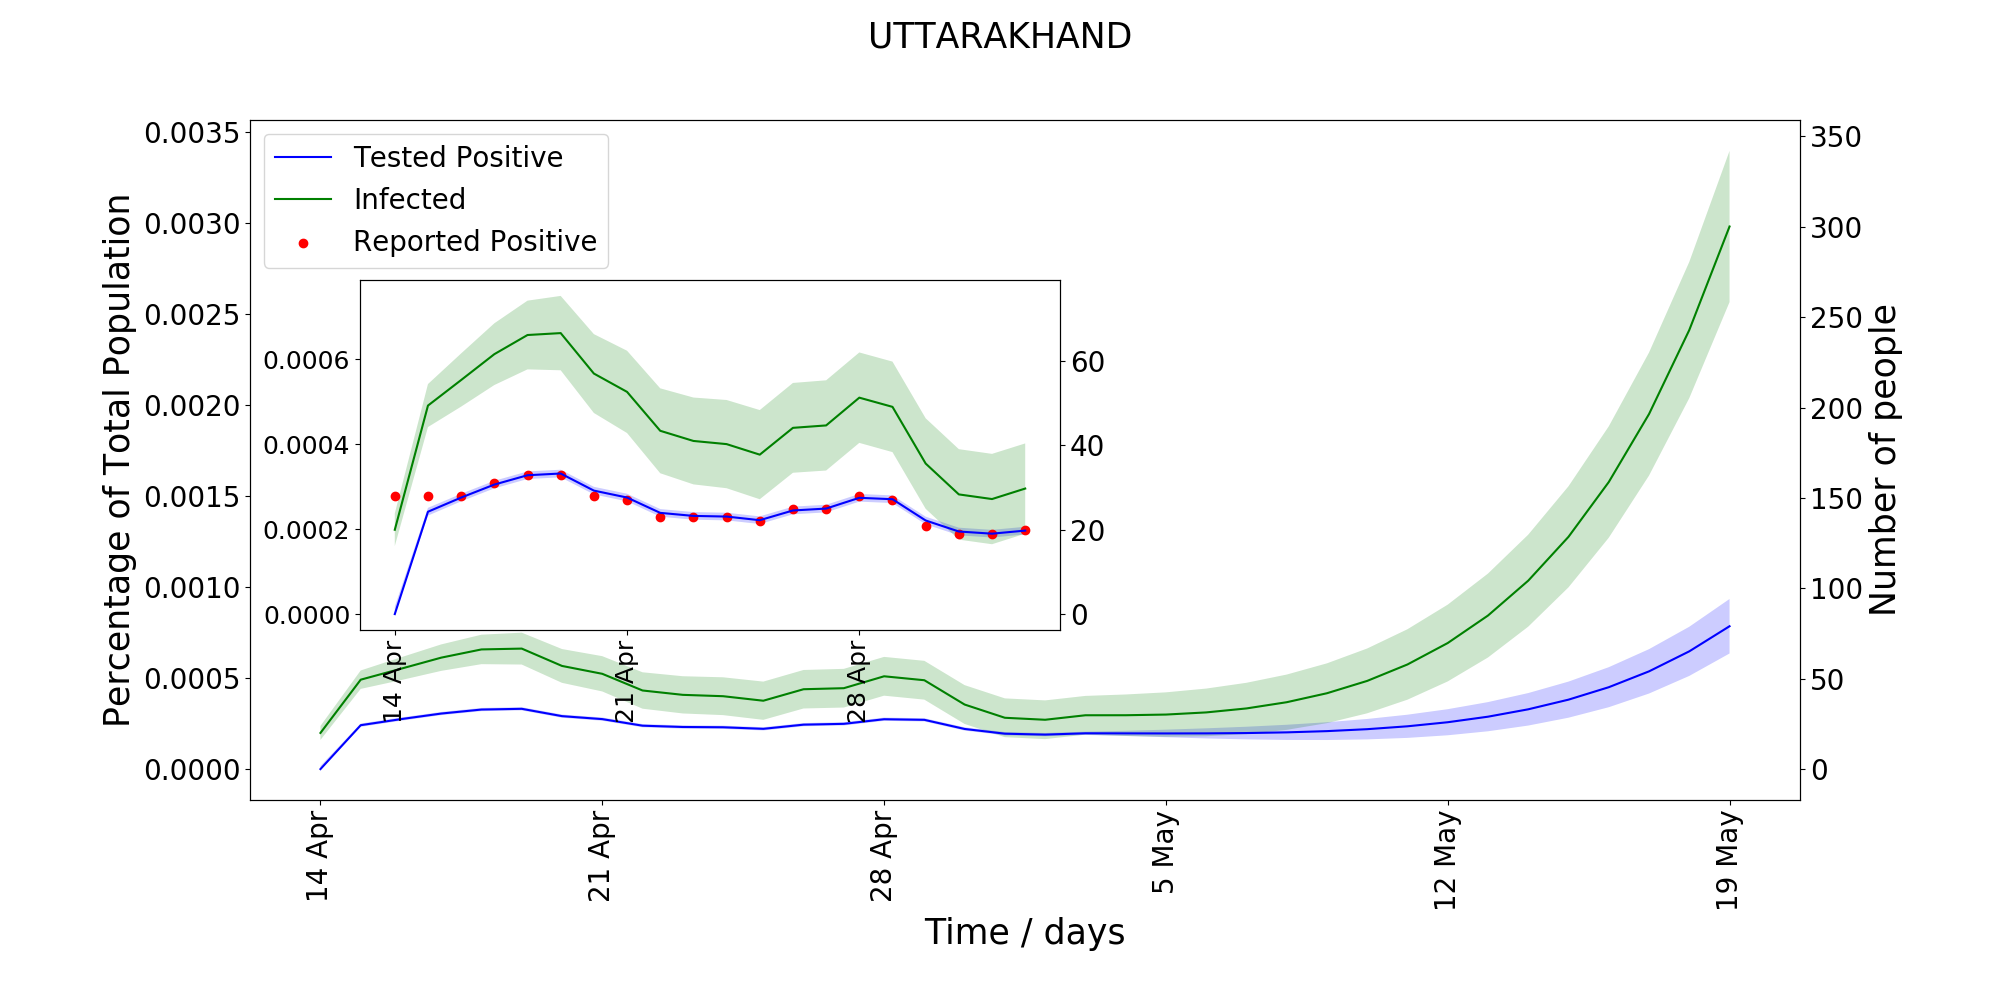 UTTARAKHAND
Tested Positive
Infected
Reported Positive
Percentage of Total Population
0.0035
0.0030
0.0025
0.0020
0.0015
0.0010
0.0005
0.0000
350
300
250
200
150
100
50
0
Number of people
0.0006
0.0004
0.0002
0.0000
60
40
20
0
14 Apr
21 Apr
28 Apr
14 Apr
21 Apr
28 Apr
5 May
12 May
19 May
Time / days